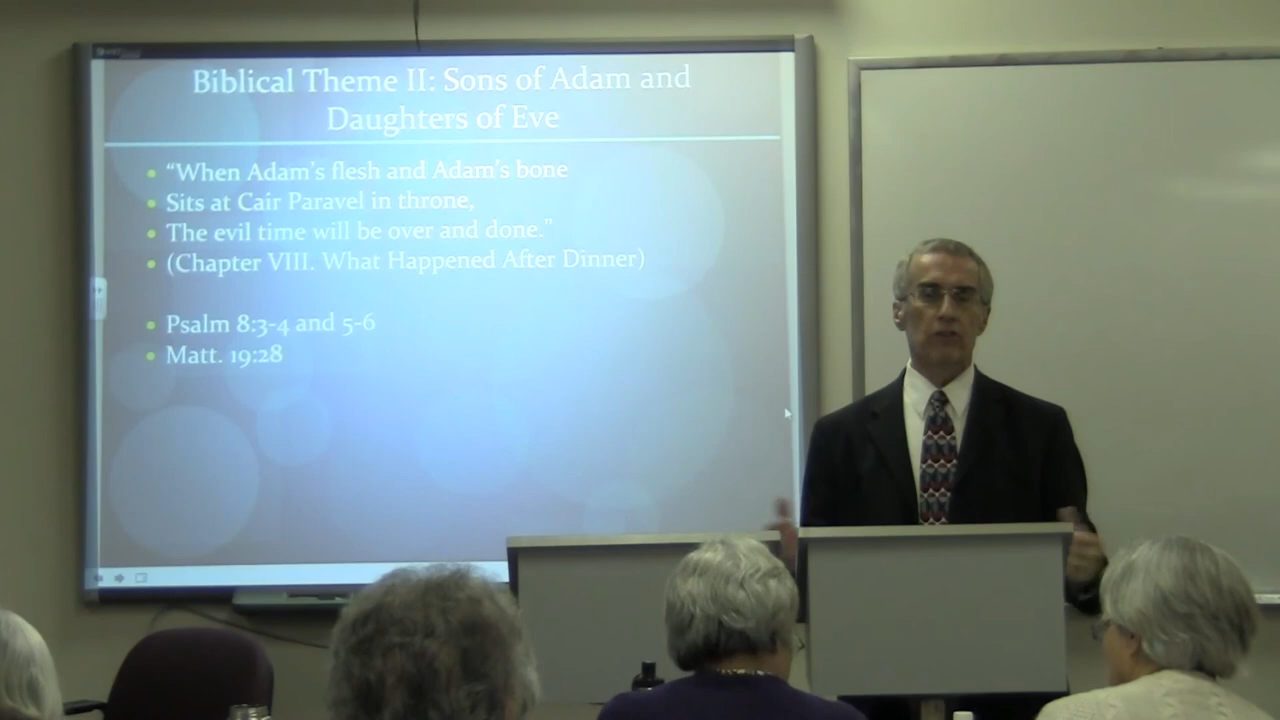 Biblical Theme II: Sons of Adam and
Daughters of Eve
“When Adam’s flesh and Adam’s bone
Sits at Cair Paravel in throne,
The evil time will be over and done.”
(Chapter VIII. What Happened After Dinner)
Psalm 8:3-4 and 5-6
Matt. 19:28